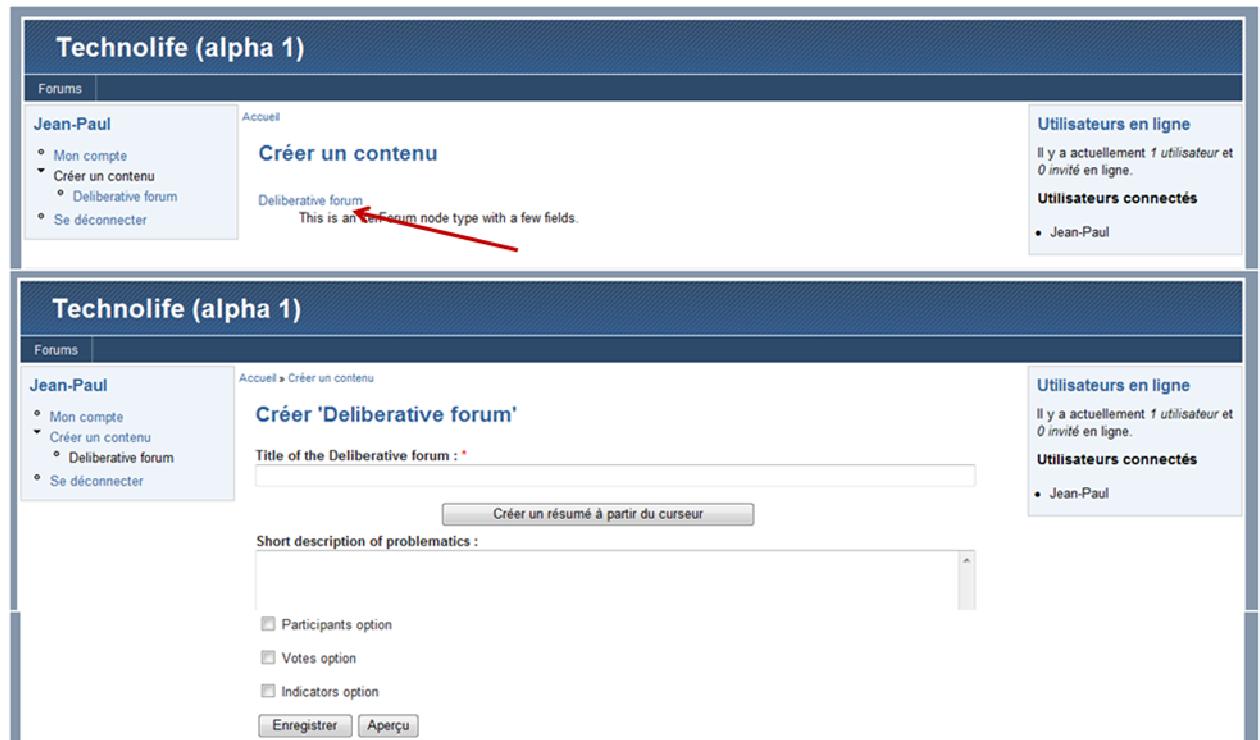 Technolife (alpha 1)
Forums
Jean-Paul
Mon compte
Créer un contenu
Deliberative forum
Se déconnecter
Accueil
Créer un contenu
Deliberative forum
This is an node type with a few fields.
Utilisateurs en ligne
Il y a actuellement 1 utilisateur et
0 invité en ligne.
Utilisateurs connectés
Jean-Paul
Technolife (alpha 1)
Forums
Jean-Paul
Mon compte
Créer un contenu
Deliberative forum
Se déconnecter
Accueil » Créer un contenu
Créer 'Deliberative forum'
Title of the Deliberative forum : *
Créer un résumé à partir du curseur
Short description of problematics :
Participants option
Votes option
Indicators option
Enregistrer Aperçu
Utilisateurs en ligne
Il y a actuellement 1 utilisateur et
0 invité en ligne.
Utilisateurs connectés
Jean-Paul